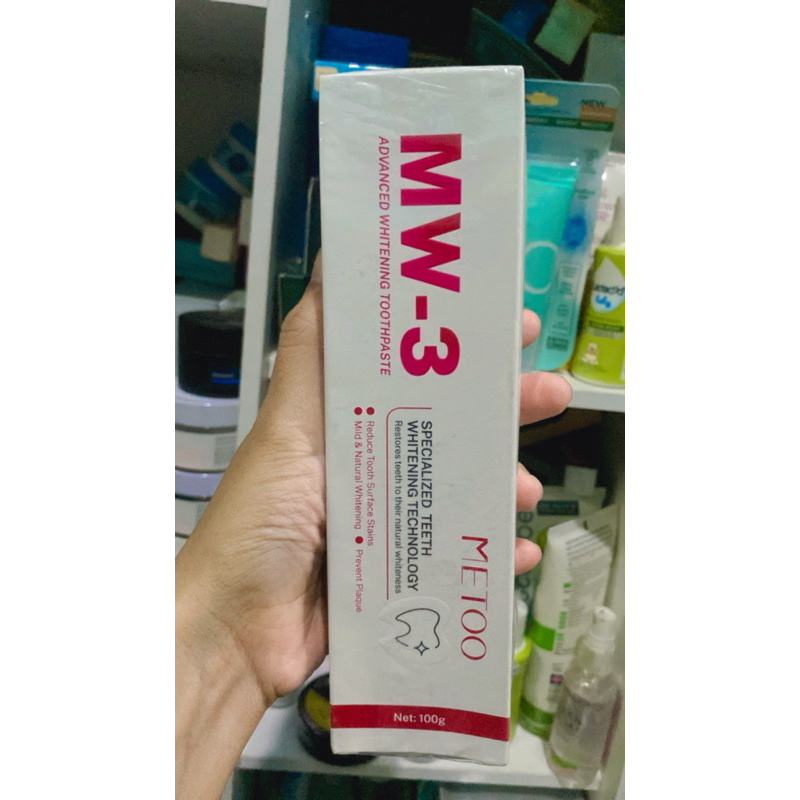 MW-3
ADVANCED WHITENING TOOTHPASTE
METOO
SPECIALIZED TEETH
WHITENING TECHNOLOGY
Restores teeth to their natural whiteness
Reduce Tooth Surface Stains
Mild & Natural Whitening
Prevent Plaque
Net: 100g
NEW